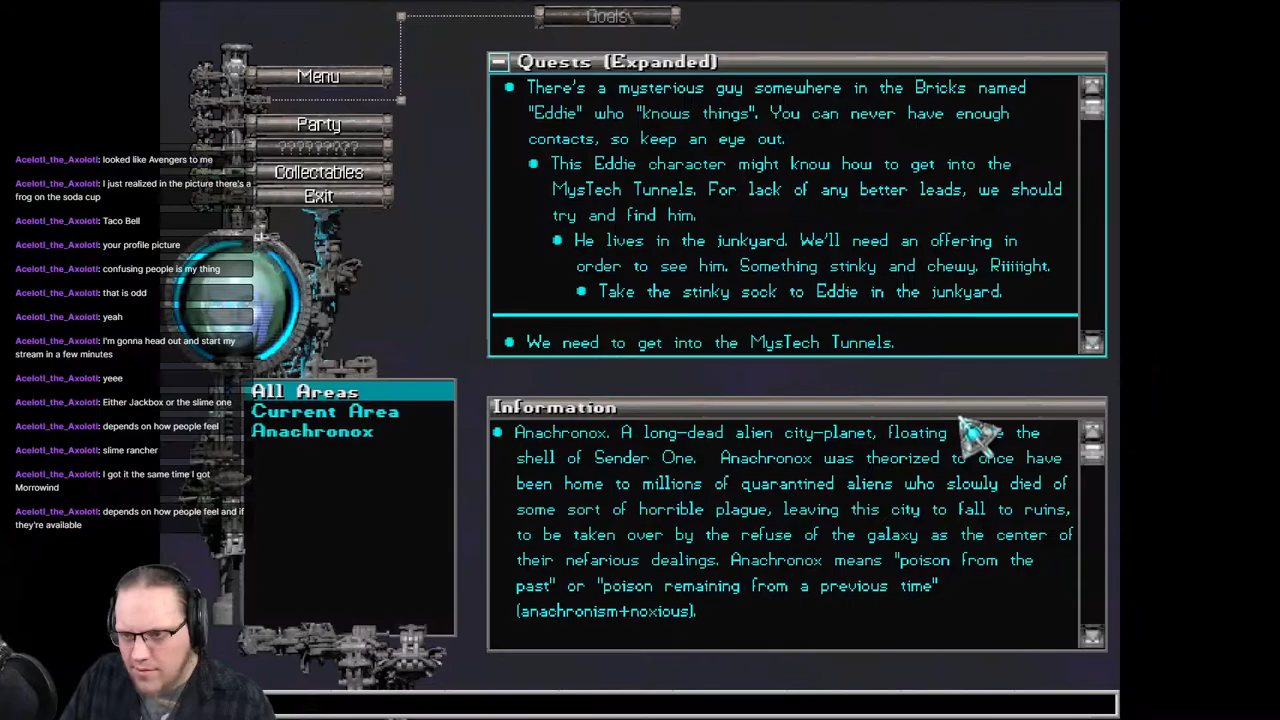 Goals
Menu
Party
?????????
Collectables
Exit
Acelotl_the_Axolotl: looked like Avengers to me
Acelotl_the_Axolotl: I just realized in the picture there's a
frog on the soda cup
Acelotl_the_Axolotl: Taco Bell
Acelotl_the_Axolotl: your profile picture
Acelotl_the_Axolotl: confusing people is my thing
Acelotl_the_Axolotl: that is odd
Acelotl_the_Axolotl: yeah
Acelotl_the_Axolotl: I'm gonna head out and start my
stream in a few minutes
Acelotl_the_Axolotl: yeee
Acelotl_the_Axolotl: Either Jackbox or the slime one
Acelotl_the_Axolotl: depends on how people feel
Acelotl_the_Axolotl: slime rancher
Acelotl_the_Axolotl: I got it the same time I got
Morrowind
Acelotl_the_Axolotl: depends on how people feel and if
they're available
All Areas
Current Area
Anachronox
Quests (Expanded)
There's a mysterious guy somewhere in the Bricks named
"Eddie" who "knows things". You can never have enough
contacts, so keep an eye out.
This Eddie character might know how to get into the
MysTech Tunnels. For lack of any better leads, we should
try and find him.
He lives in the junkyard. We'll need an offering in
order to see him. Something stinky and chewy. Riiiiight.
Take the stinky sock to Eddie in the junkyard.
We need to get into the MysTech Tunnels.
Information
Anachronox. A long-dead alien city-planet, floating the
shell of Sender One. Anachronox was theorized to once have
been home to millions of quarantined aliens who slowly died of
some sort of horrible plague, leaving this city to fall to ruins,
to be taken over by the refuse of the galaxy as the center of
their nefarious dealings. Anachronox means "poison from the
past" or "poison remaining from a previous time"
(anachronism+noxious).